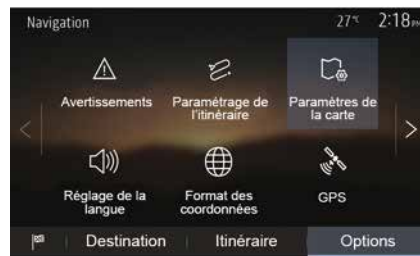 Navigation
27°C
2:18PM
Avertissements
Paramétrage de
l'itinéraire
Paramètres de
la carte
Réglage de la
langue
Format des
coordonnées
GPS
Destination
Itinéraire
Options